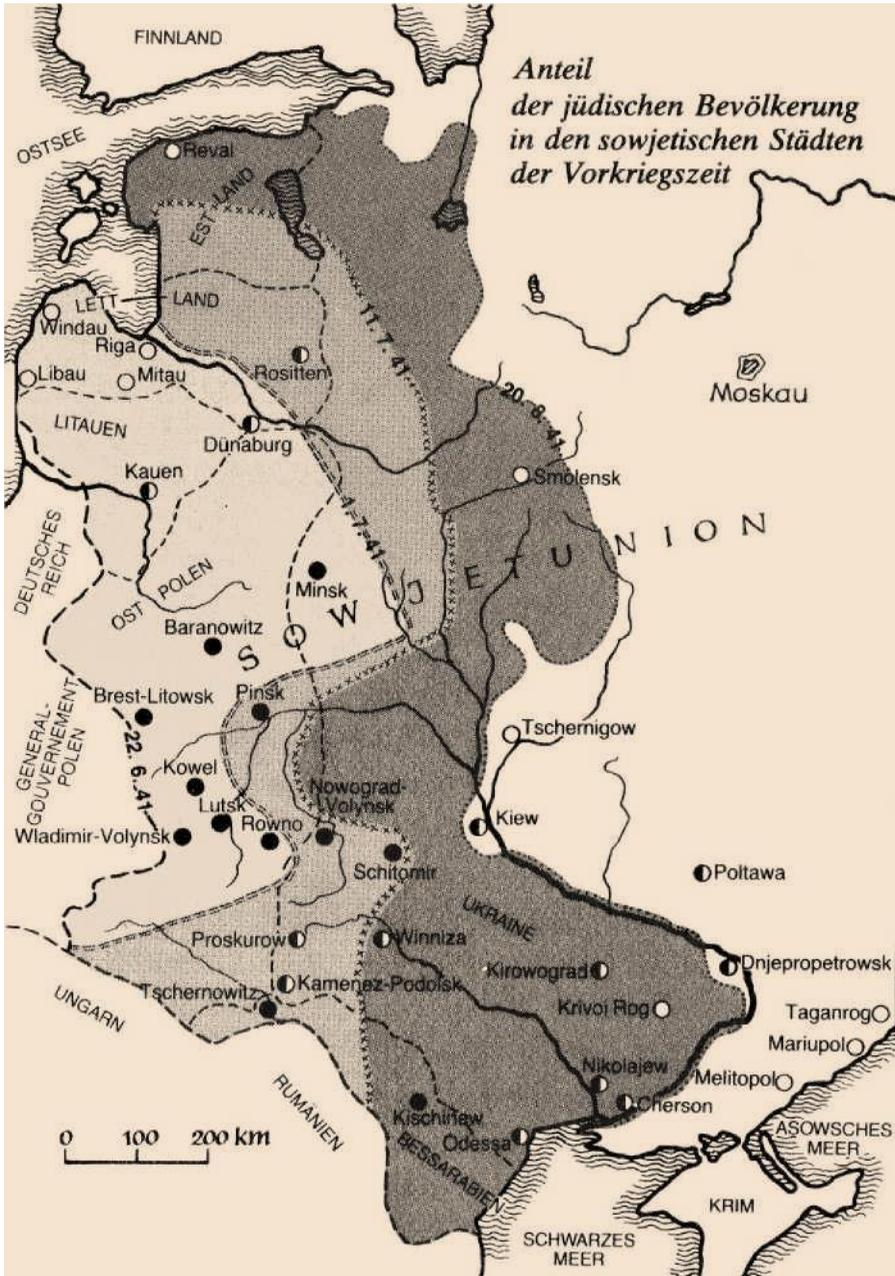 FINNLAND
Anteil
der jüdischen Bevölkerung
in den sowjetischen Städten
der Vorkriegszeit
OSTSEE
Reval
ESTLAND
LETT LAND
Windau
11. 7. 41
Riga
Rositten
Libau
Mitau
Moskau
20. 8. 41
LITAUEN
Dünaburg
Smolensk
Kauen
1. 7. 41
SOWJETUNION
DEUTSCHES
REICH
Minsk
OST POLEN
Baranowitz
Brest-Litowsk
Pinsk
GENERAL-
GOUVERNEMENT
POLEN
22. 6. 41
Tschernigow
Kowel
Nowograd-
Volynsk
Lutsk
Kiew
Wladimir-Volynsk
Rowno
Schitomir
Poltawa
UKRAINE
Proskurow
Winniza
Kirowograd
Dnjepropetrowsk
Kamenez-Podolsk
Tschernowitz
UNGARN
Krivoi Rog
Taganrog
Mariupol
Nikolajew
Melitopol
RUMÄNIEN
Kischinew
Cherson
Odessa
BESSARABIEN
ASOWSCHES
MEER
0 100 200 km
KRIM
SCHWARZES
MEER